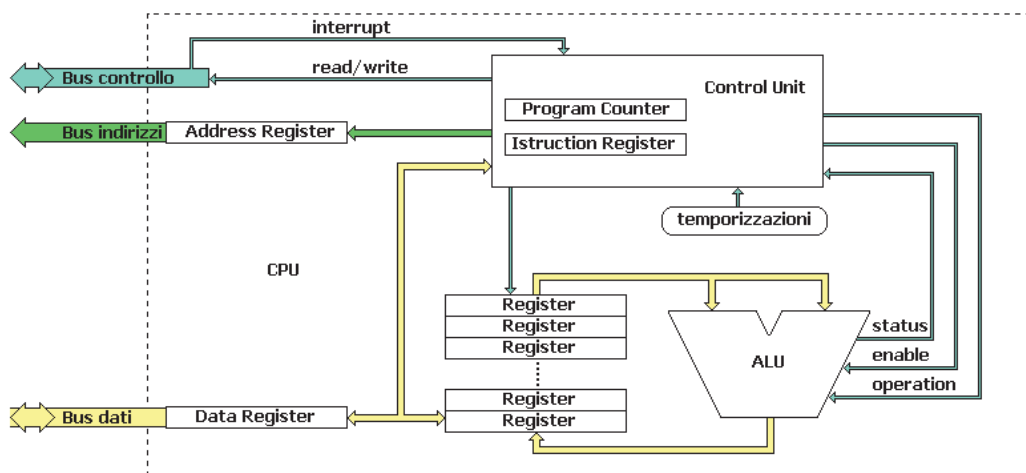 interrupt
Bus controllo
read/write
Control Unit
Program Counter
Bus indirizzi
Address Register
Istruction Register
temporizzazioni
CPU
Register
Register
Register
status
ALU
enable
operation
Register
Bus dati
Data Register
Register